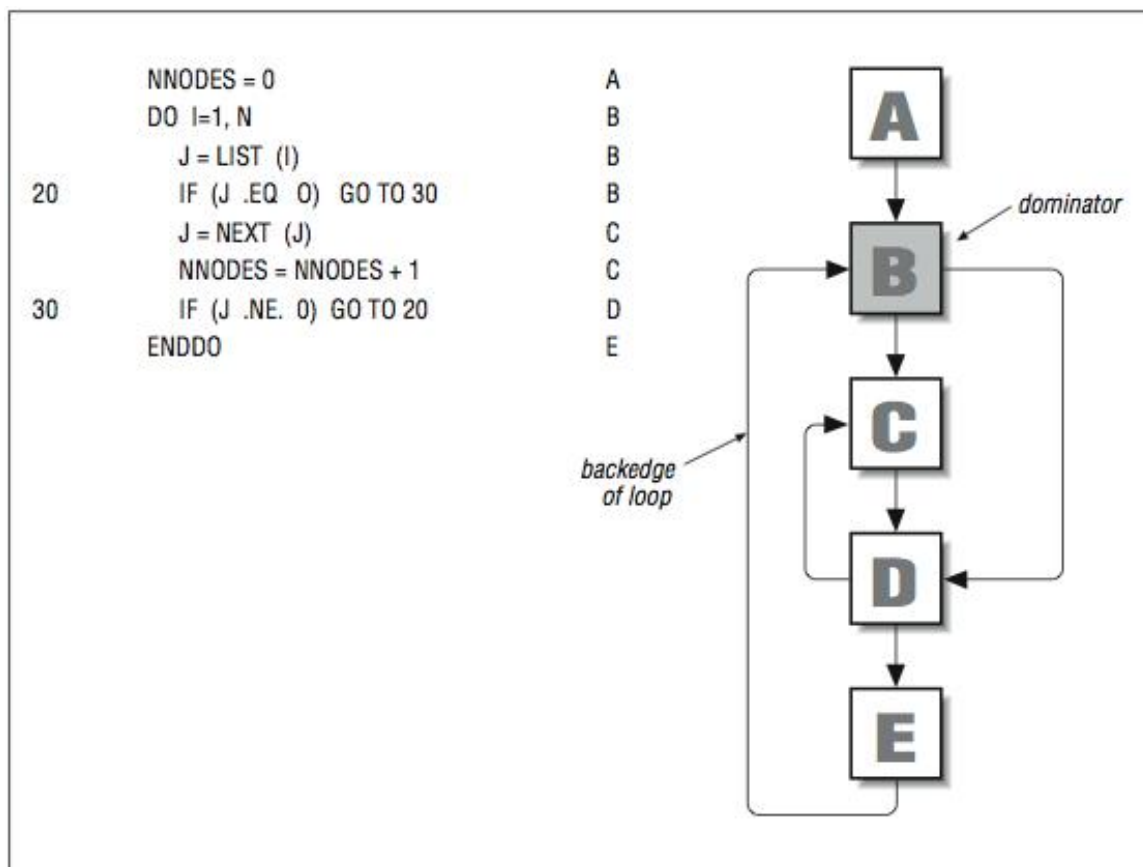 NNODES = 0 A
DO I=1, N B
J = LIST (I) B
20 IF (J .EQ O) GO TO 30 B
J = NEXT (J) C
NNODES = NNODES + 1 C
30 IF (J .NE. 0) GO TO 20 D
ENDDO E
A
dominator
B
C
backedge
of loop
D
E